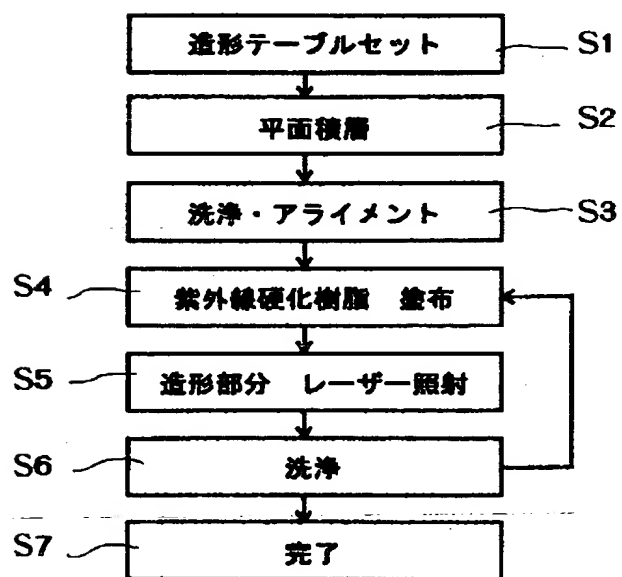 造形テーブルセット S1
平面積層 S2
洗浄・アライメント S3
S4 紫外線硬化樹脂 塗布
S5 造形部分 レーザー照射
S6 洗浄
S7 完了